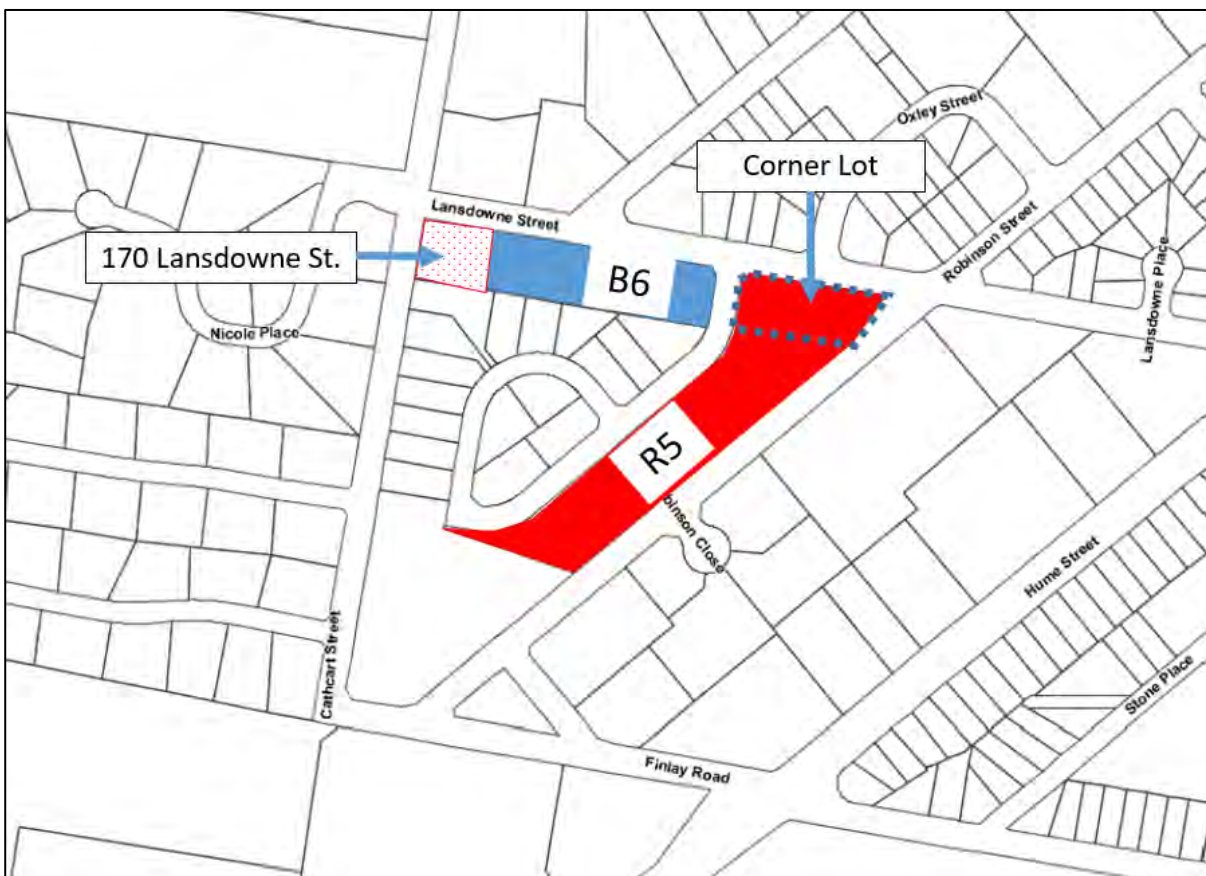 Oxley Street
Corner Lot
Lansdowne Street
Robinson Street
170 Lansdowne St.
B6
Lansdowne Place
Nicole Place
R5
binson Close
Hume Street
Cathcart Street
Stone Place
Finlay Road